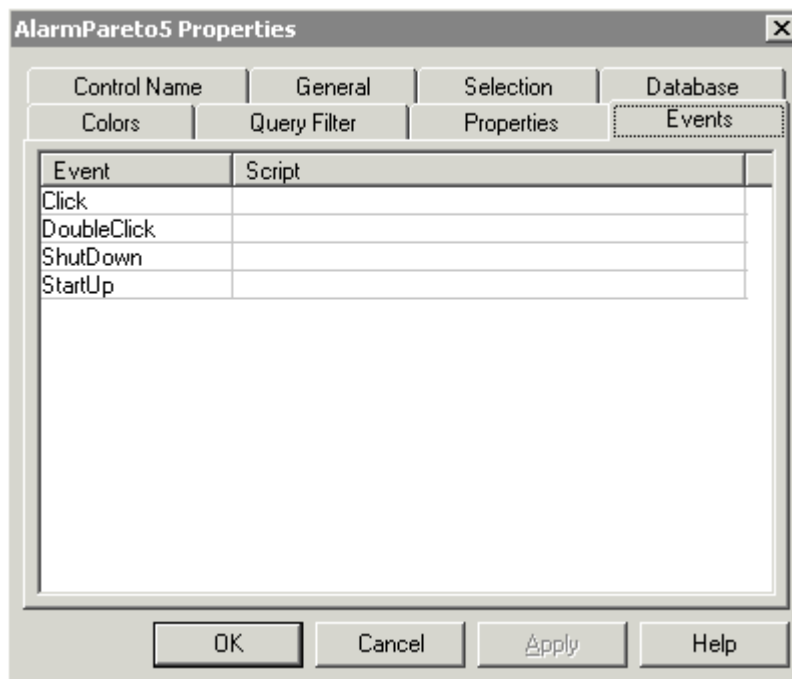 AlarmPareto5 Properties
Control Name General Selection Database
Colors Query Filter Properties Events
Event Script
Click
DoubleClick
ShutDown
StartUp
OK Cancel Apply Help